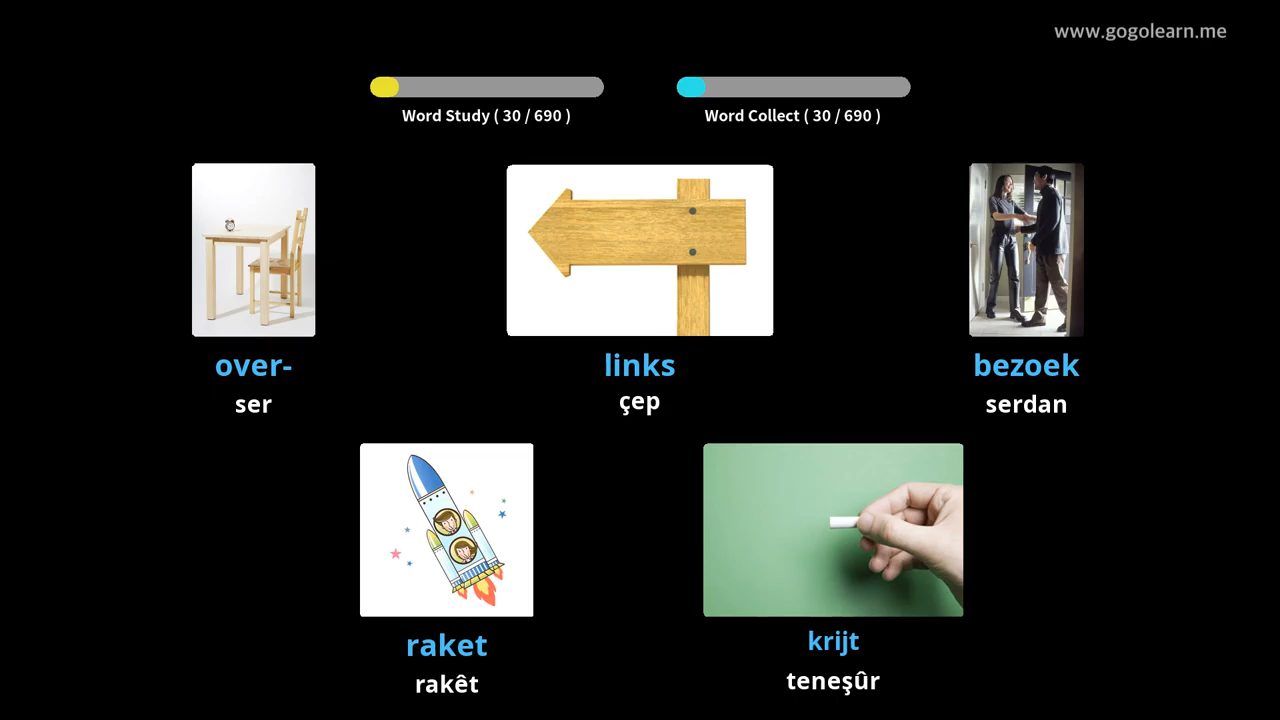 www.gogolearn.me
Word Study ( 30 / 690 )
Word Collect ( 30 / 690 )
over-
ser
links
çep
bezoek
serdan
raket
rakêt
krijt
teneşûr